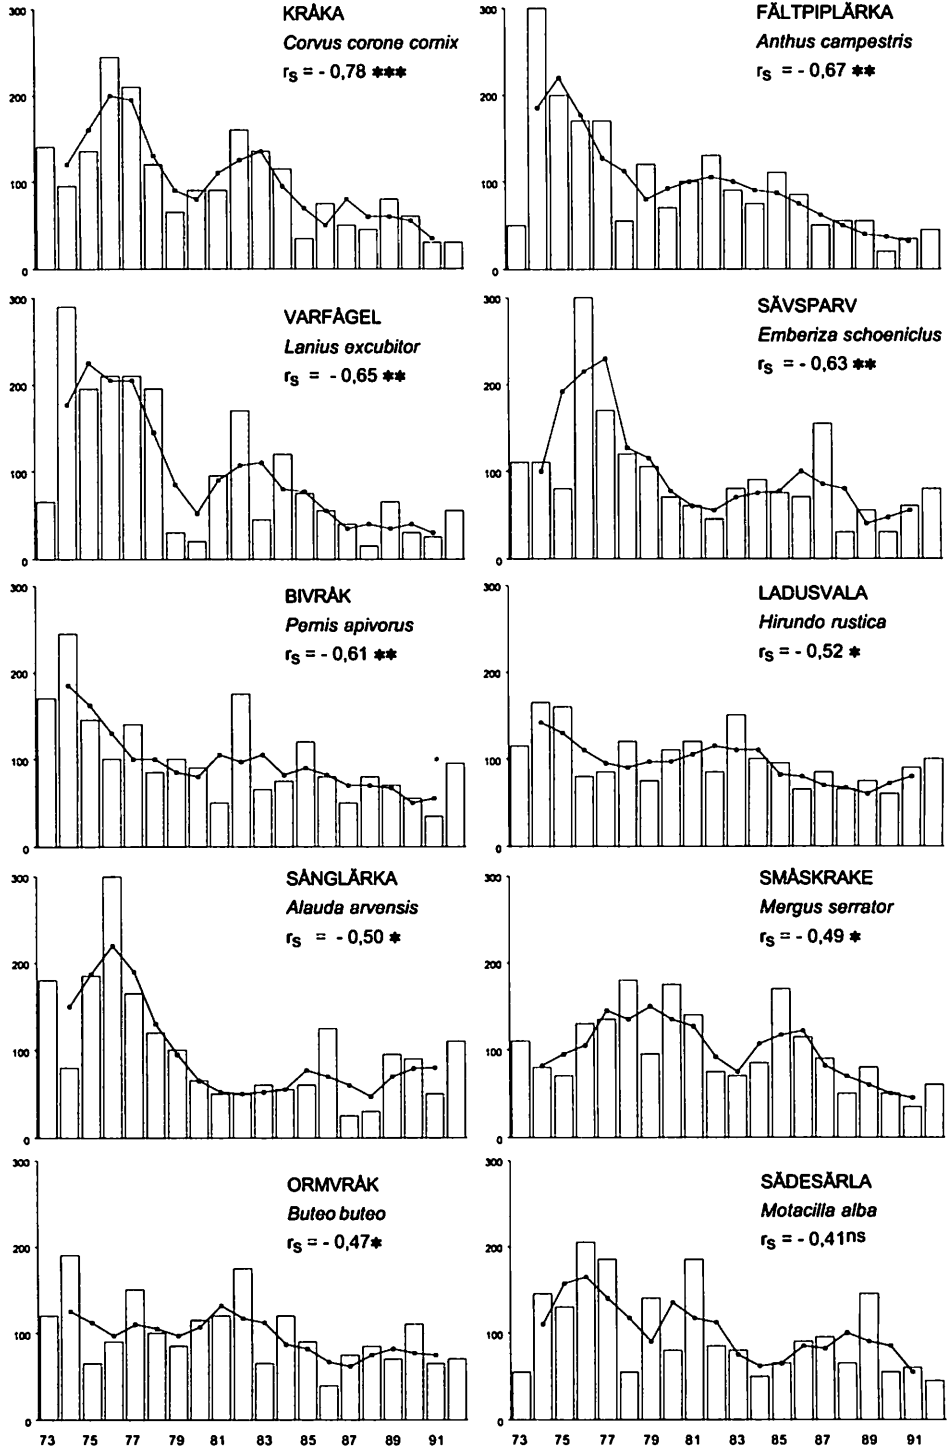 300
200
100
0
KRÅKA
Corvus corone cornix
rS = - 0,78 ***
300
200
100
0
FÄLTPIPLÄRKA
Anthus campestris
rS = - 0,67 **
300
200
100
0
VARFÅGEL
Lanius excubitor
rS = - 0,65 **
300
200
100
0
SÄVSPARV
Emberiza schoeniclus
rS = - 0,63 **
300
200
100
0
BIVRÅK
Pernis apivorus
rS = - 0,61 **
300
200
100
0
LADUSVALA
Hirundo rustica
rS = - 0,52 *
300
200
100
0
SÅNGLÄRKA
Alauda arvensis
rS = - 0,50 *
300
200
100
0
SMÅSKRAKE
Mergus serrator
rS = - 0,49 *
300
200
100
0
ORMVRÅK
Buteo buteo
rS = - 0,47*
300
200
100
0
SÄDESÄRLA
Motacilla alba
rS = - 0,41ns
73 75 77 79 81 83 85 87 89 91
73 75 77 79 81 83 85 87 89 91